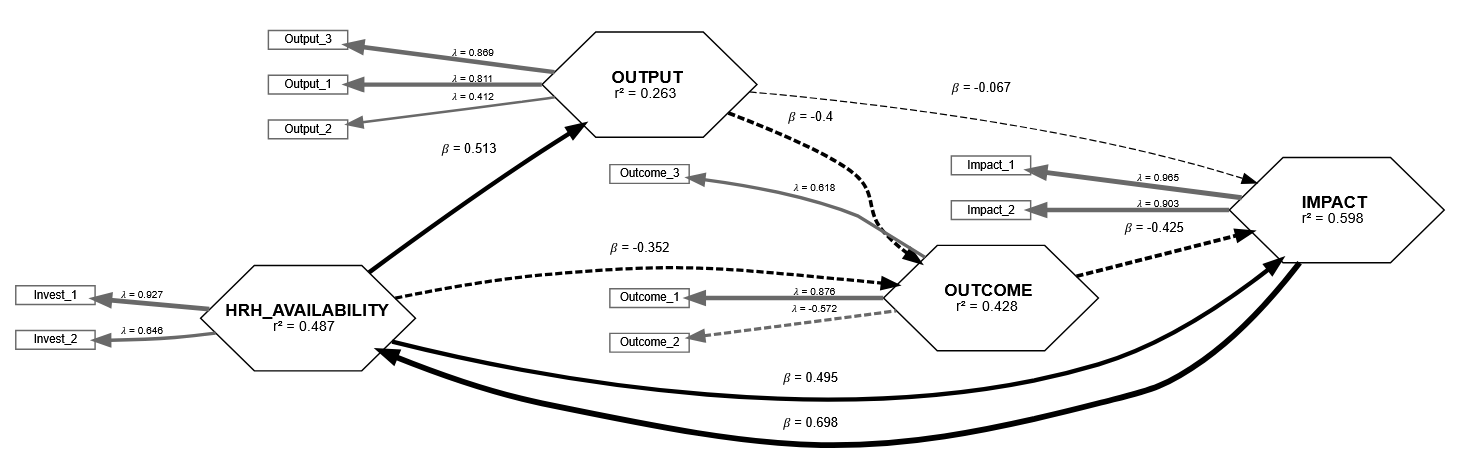 Output_3
λ = 0.869
Output_1
λ = 0.811
Output_2
λ = 0.412
OUTPUT
r² = 0.263
β = -0.067
β = -0.4
β = 0.513
Outcome_3
λ = 0.618
Impact_1
λ = 0.965
Impact_2
λ = 0.903
IMPACT
r² = 0.598
β = -0.425
β = -0.352
Invest_1
λ = 0.927
Invest_2
λ = 0.646
HRH_AVAILABILITY
r² = 0.487
Outcome_1
λ = 0.876
Outcome_2
λ = -0.572
OUTCOME
r² = 0.428
β = 0.495
β = 0.698